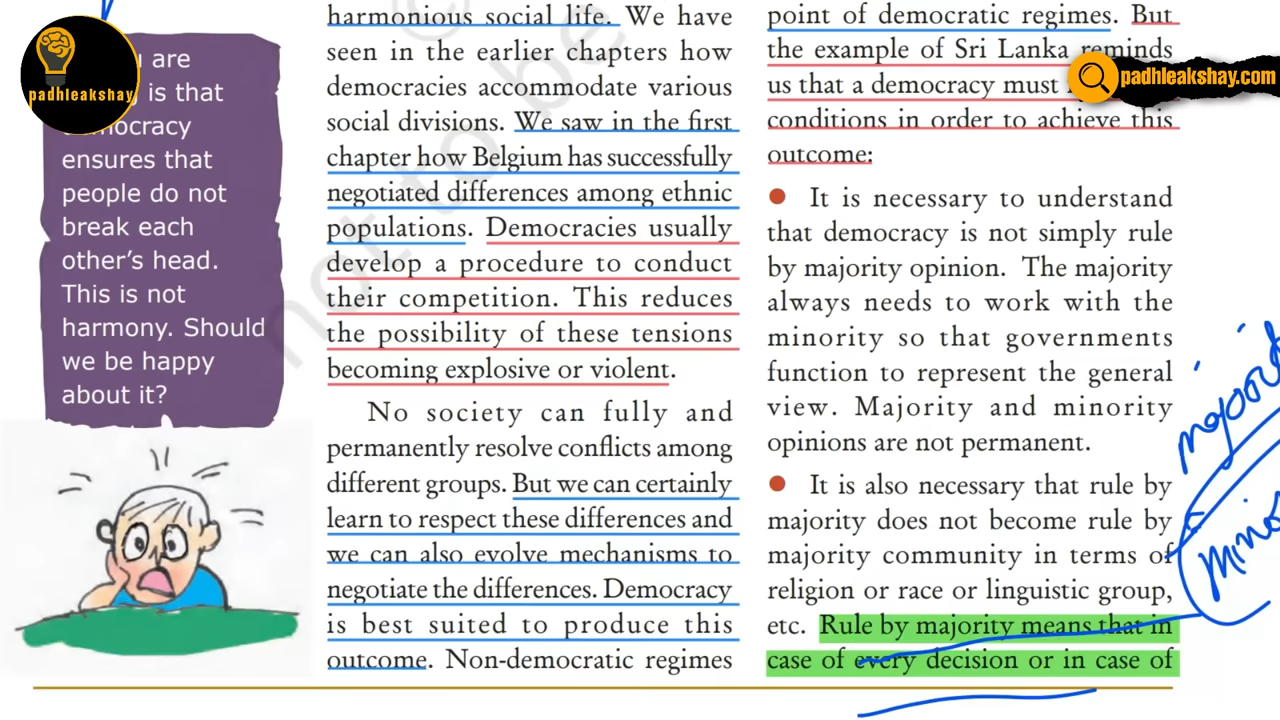 are
is that
democracy
ensures that
people do not
break each
other's head.
This is not
harmony. Should
we be happy
about it?
padhleakshay
harmonious social life. We have
seen in the earlier chapters how
democracies accommodate various
social divisions. We saw in the first
chapter how Belgium has successfully
negotiated differences among ethnic
populations. Democracies usually
develop a procedure to conduct
their competition. This reduces
the possibility of these tensions
becoming explosive or violent.
No society can fully and
permanently resolve conflicts among
different groups. But we can certainly
learn to respect these differences and
we can also evolve mechanisms to
negotiate the differences. Democracy
is best suited to produce this
outcome. Non-democratic regimes
point of democratic regimes. But
the example of Sri Lanka reminds
us that a democracy must
conditions in order to achieve this
outcome:
● It is necessary to understand
that democracy is not simply rule
by majority opinion. The majority
always needs to work with the
minority so that governments
function to represent the general
view. Majority and minority
opinions are not permanent.
● It is also necessary that rule by
majority does not become rule by
majority community in terms of
religion or race or linguistic group,
etc. Rule by majority means that in
case of every decision or in case of
padhleakshay.com
not to be